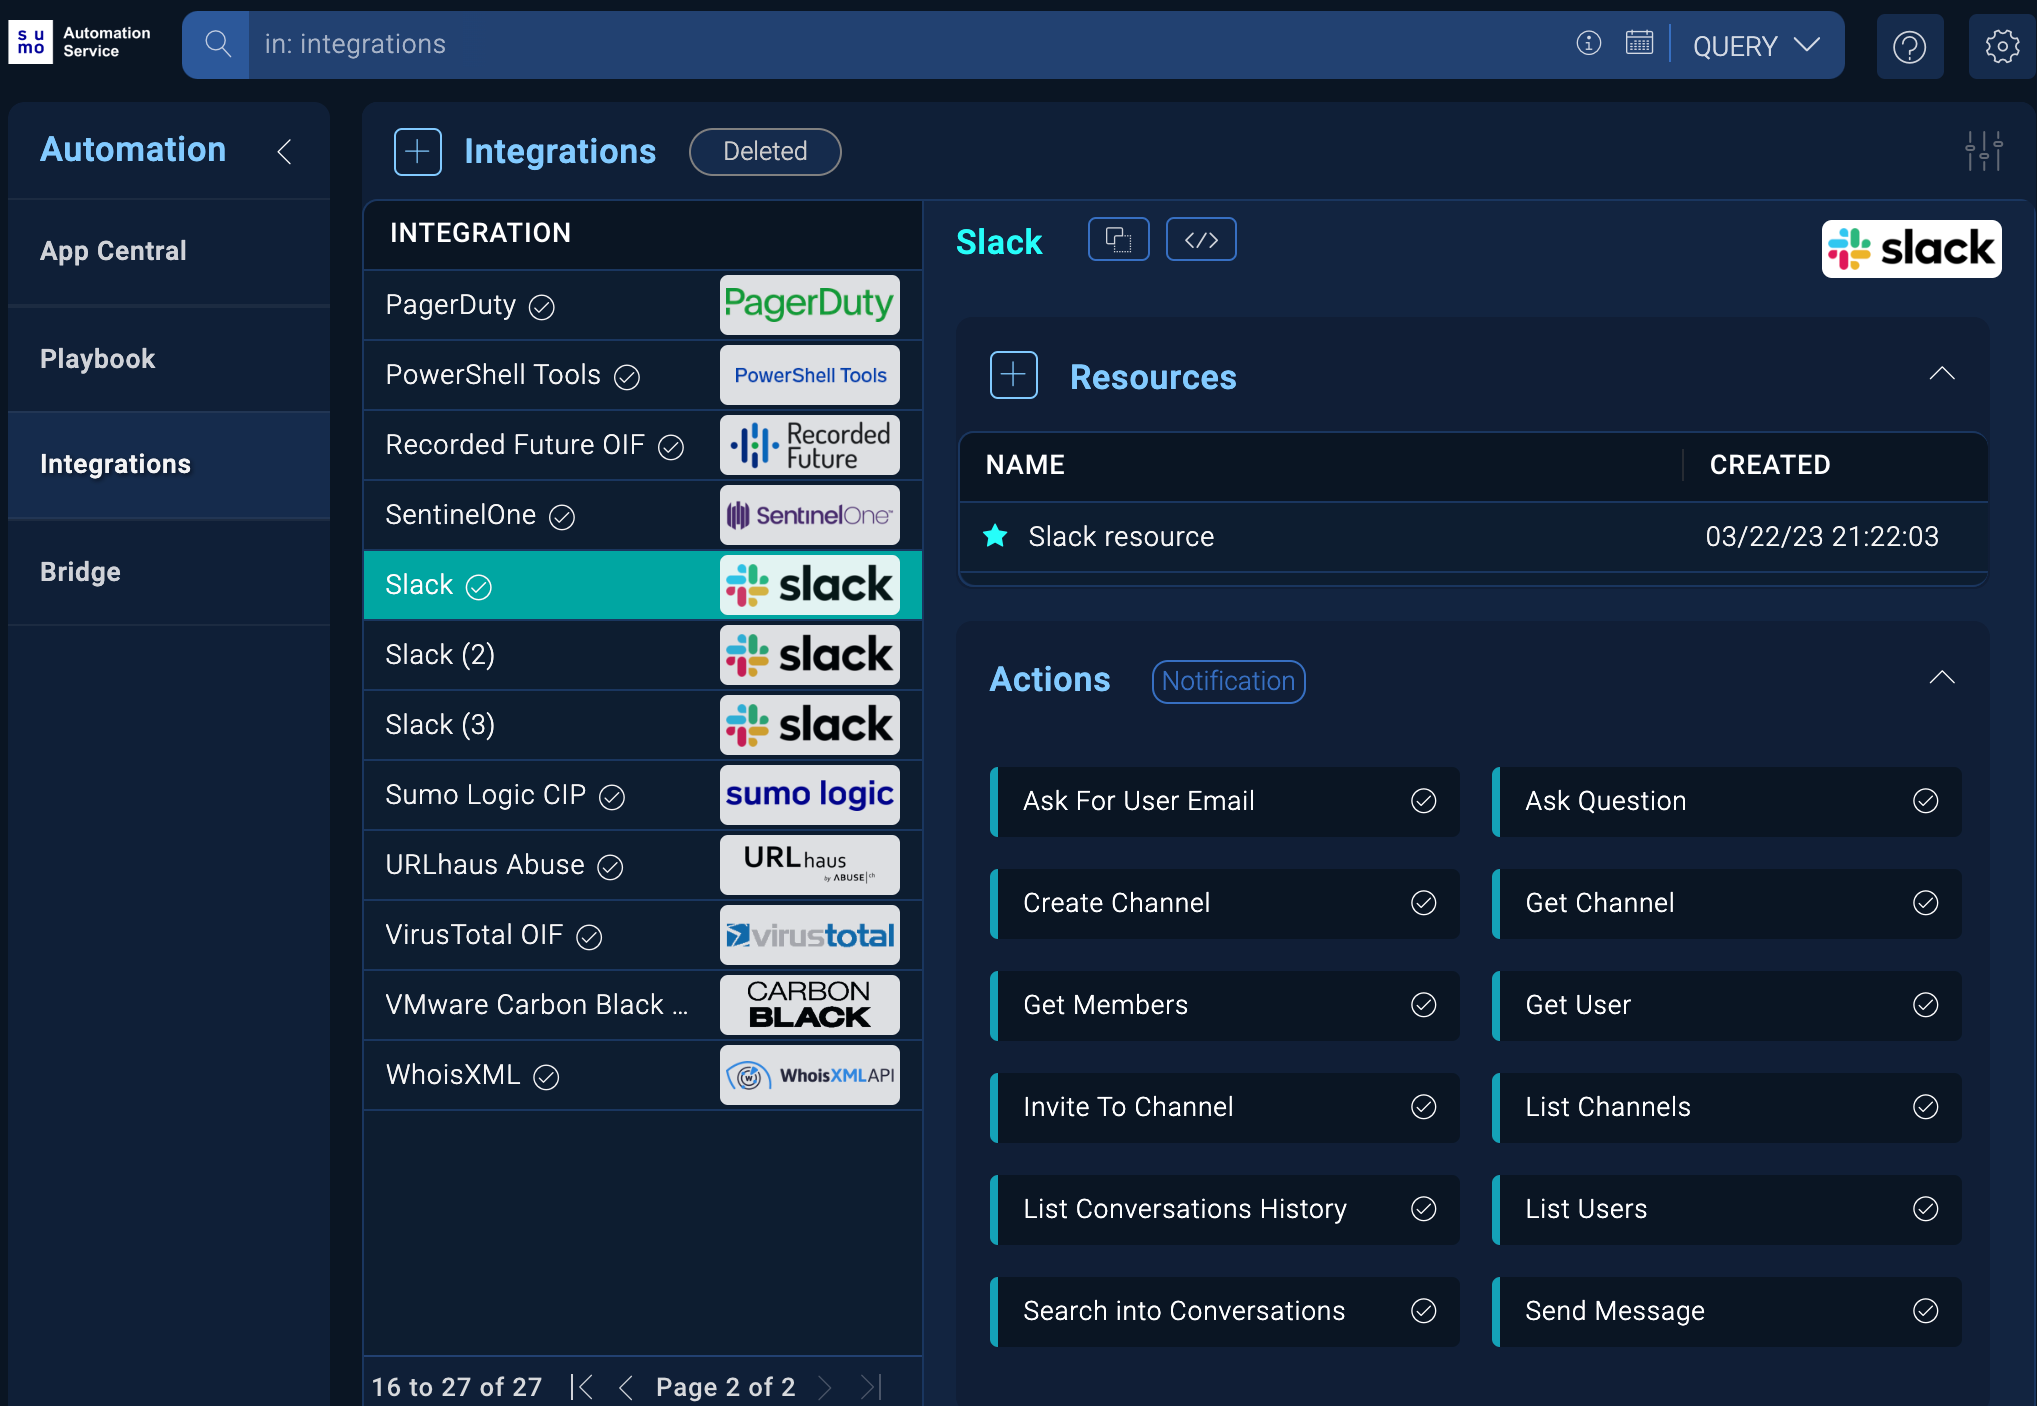 su
mo
Automation
Service
in: integrations
QUERY
Automation
App Central
Playbook
Integrations
Bridge
Integrations
Deleted
INTEGRATION
PagerDuty
PagerDuty
PowerShell Tools
PowerShell Tools
Recorded Future OIF
Recorded
Future
SentinelOne
SentinelOne
Slack
slack
Slack (2)
slack
Slack (3)
slack
Sumo Logic CIP
sumo logic
URLhaus Abuse
URLhaus
by ABUSE|ch
VirusTotal OIF
virustotal
VMware Carbon Black ...
CARBON
BLACK
WhoisXML
WhoisXMLAPI
16 to 27 of 27
Page 2 of 2
Slack
</>
slack
Resources
NAME
CREATED
Slack resource
03/22/23 21:22:03
Actions
Notification
Ask For User Email
Ask Question
Create Channel
Get Channel
Get Members
Get User
Invite To Channel
List Channels
List Conversations History
List Users
Search into Conversations
Send Message